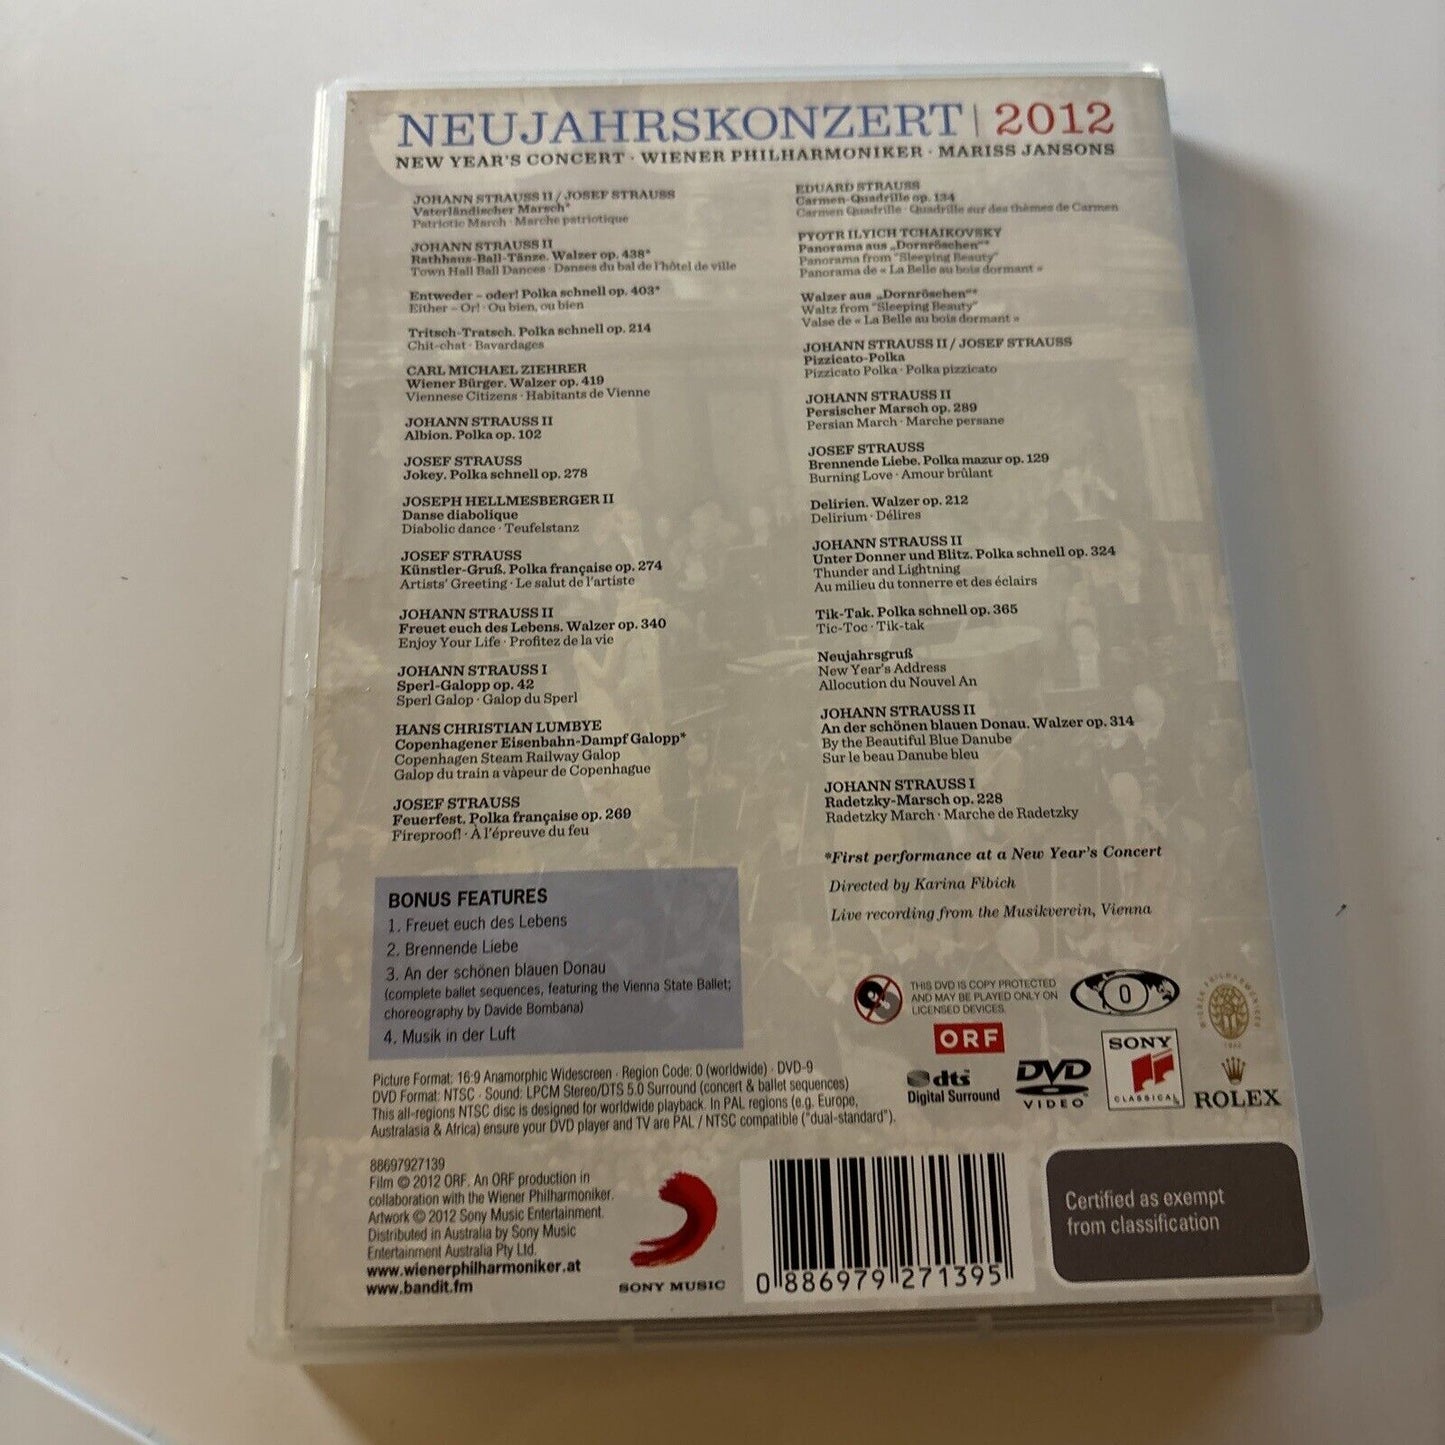 NEUJAHRSKONZERT | 2012
NEW YEAR'S CONCERT · WIENER PHILHARMONIKER · MARISS JANSONS
JOHANN STRAUSS II / JOSEF STRAUSS
Vaterländischer Marsch*
Patriotic March · Marche patriotique
JOHANN STRAUSS II
Rathhaus-Ball-Tänze. Walzer op. 438*
Town Hall Ball Dances · Danses du bal de l'hôtel de ville
Entweder – oder! Polka schnell op. 403*
Either – Or! · Ou bien, ou bien
Tritsch-Tratsch. Polka schnell op. 214
Chit-chat · Bavardages
CARL MICHAEL ZIEHRER
Wiener Bürger. Walzer op. 419
Viennese Citizens · Habitants de Vienne
JOHANN STRAUSS II
Albion. Polka op. 102
JOSEF STRAUSS
Jokey. Polka schnell op. 278
JOSEPH HELLMESBERGER II
Danse diabolique
Diabolic dance · Teufelstanz
JOSEF STRAUSS
Künstler-Gruß. Polka française op. 274
Artists' Greeting · Le salut de l'artiste
JOHANN STRAUSS II
Freuet euch des Lebens. Walzer op. 340
Enjoy Your Life · Profitez de la vie
JOHANN STRAUSS I
Sperl-Galopp op. 42
Sperl Galop · Galop du Sperl
HANS CHRISTIAN LUMBYE
Copenhagener Eisenbahn-Dampf Galopp*
Copenhagen Steam Railway Galop
Galop du train a vàpeur de Copenhague
JOSEF STRAUSS
Feuerfest. Polka française op. 269
Fireproof! · À l'épreuve du feu
EDUARD STRAUSS
Carmen-Quadrille op. 134
Carmen Quadrille · Quadrille sur des thèmes de Carmen
PYOTR ILYICH TCHAIKOVSKY
Panorama aus „Dornröschen"*
Panorama from "Sleeping Beauty"
Panorama de « La Belle au bois dormant »
Walzer aus „Dornröschen"*
Waltz from "Sleeping Beauty"
Valse de « La Belle au bois dormant »
JOHANN STRAUSS II / JOSEF STRAUSS
Pizzicato-Polka
Pizzicato Polka · Polka pizzicato
JOHANN STRAUSS II
Persischer Marsch op. 289
Persian March · Marche persane
JOSEF STRAUSS
Brennende Liebe. Polka mazur op. 129
Burning Love · Amour brûlant
Delirien. Walzer op. 212
Delirium · Délires
JOHANN STRAUSS II
Unter Donner und Blitz. Polka schnell op. 324
Thunder and Lightning
Au milieu du tonnerre et des éclairs
Tik-Tak. Polka schnell op. 365
Tic-Toc · Tik-tak
Neujahrsgruß
New Year's Address
Allocution du Nouvel An
JOHANN STRAUSS II
An der schönen blauen Donau. Walzer op. 314
By the Beautiful Blue Danube
Sur le beau Danube bleu
JOHANN STRAUSS I
Radetzky-Marsch op. 228
Radetzky March · Marche de Radetzky
*First performance at a New Year's Concert
Directed by Karina Fibich
Live recording from the Musikverein, Vienna
BONUS FEATURES
1. Freuet euch des Lebens
2. Brennende Liebe
3. An der schönen blauen Donau
(complete ballet sequences, featuring the Vienna State Ballet;
choreography by Davide Bombana)
4. Musik in der Luft
THIS DVD IS COPY PROTECTED
AND MAY BE PLAYED ONLY ON
LICENSED DEVICES.
0
WIENER PHILHARMONIKER
1842
ORF
dts
Digital Surround
DVD
VIDEO
SONY
CLASSICAL
ROLEX
Picture Format: 16:9 Anamorphic Widescreen · Region Code: 0 (worldwide) · DVD-9
DVD Format: NTSC · Sound: LPCM Stereo/DTS 5.0 Surround (concert & ballet sequences)
This all-regions NTSC disc is designed for worldwide playback. In PAL regions (e.g. Europe,
Australasia & Africa) ensure your DVD player and TV are PAL / NTSC compatible ("dual-standard").
88697927139
Film © 2012 ORF. An ORF production in
collaboration with the Wiener Philharmoniker.
Artwork © 2012 Sony Music Entertainment.
Distributed in Australia by Sony Music
Entertainment Australia Pty Ltd.
www.wienerphilharmoniker.at
www.bandit.fm
SONY MUSIC
0 886979 271395
Certified as exempt
from classification